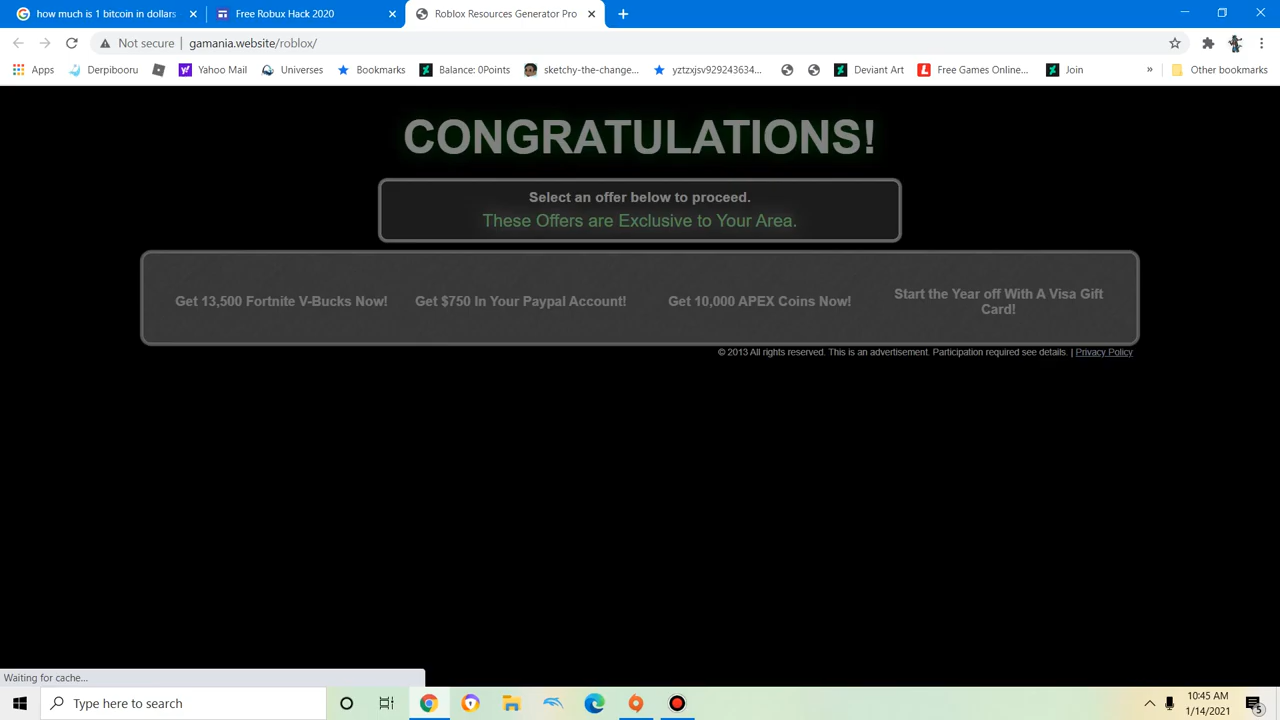 how much is 1 bitcoin in dollars
Free Robux Hack 2020
Roblox Resources Generator Pro
Not secure
gamania.website/roblox/
Apps
Derpibooru
Yahoo Mail
Universes
Bookmarks
Balance: 0Points
sketchy-the-change...
yztzxjsv929243634...
Deviant Art
Free Games Online...
Join
»
Other bookmarks
CONGRATULATIONS!
Select an offer below to proceed.
These Offers are Exclusive to Your Area.
Get 13,500 Fortnite V-Bucks Now!
Get $750 In Your Paypal Account!
Get 10,000 APEX Coins Now!
Start the Year off With A Visa Gift
Card!
© 2013 All rights reserved. This is an advertisement. Participation required see details. | Privacy Policy
Waiting for cache...
Type here to search
10:45 AM
1/14/2021
5